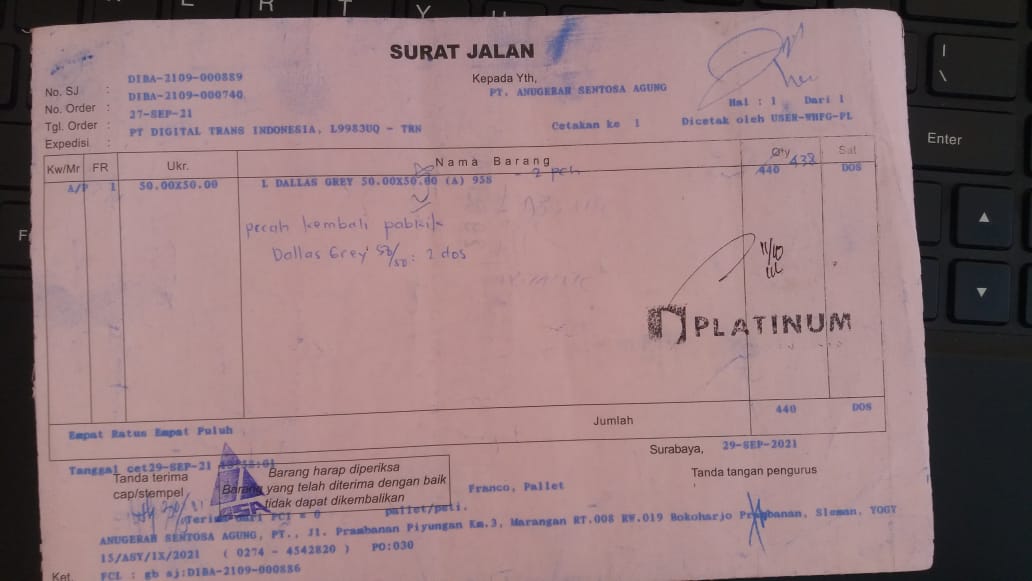 SURAT JALAN
No. SJ : DIBA-2109-000889
No. Order : DIBA-2109-000740
Tgl. Order : 27-SEP-21
Expedisi : PT DIGITAL TRANS INDONESIA, L9983UQ - TRN
Kepada Yth,
PT. ANUGERAH SENTOSA AGUNG
Hal : 1 Dari 1
Cetakan ke 1 Dicetak oleh USER-WHFG-PL
Kw/Mr FR Ukr. Nama Barang Qty Sat
438
A/P 1 50.00X50.00 1. DALLAS GREY 50.00X50.00 (A) 958 - 2 pch 440 DOS
pecah kembali pabrik
Dallas Grey 50/50 : 2 dos
11/10
PLATINUM
Jumlah 440 DOS
Empat Ratus Empat Puluh
Surabaya, 29-SEP-2021
Tanggal cet29-SEP-21
Tanda terima
cap/stempel
Barang harap diperiksa
Barang yang telah diterima dengan baik
tidak dapat dikembalikan
Tanda tangan pengurus
Franco, Pallet
Terima dari PCI = 0 pallet/peti.
ANUGERAH SENTOSA AGUNG, PT., Jl. Prambanan Piyungan Km.3, Marangan RT.008 RW.019 Bokoharjo Prambanan, Sleman, YOGY
15/ASY/IX/2021 ( 0274 - 4542820 ) PO:030
Ket. FCL : gb sj:DIBA-2109-000886